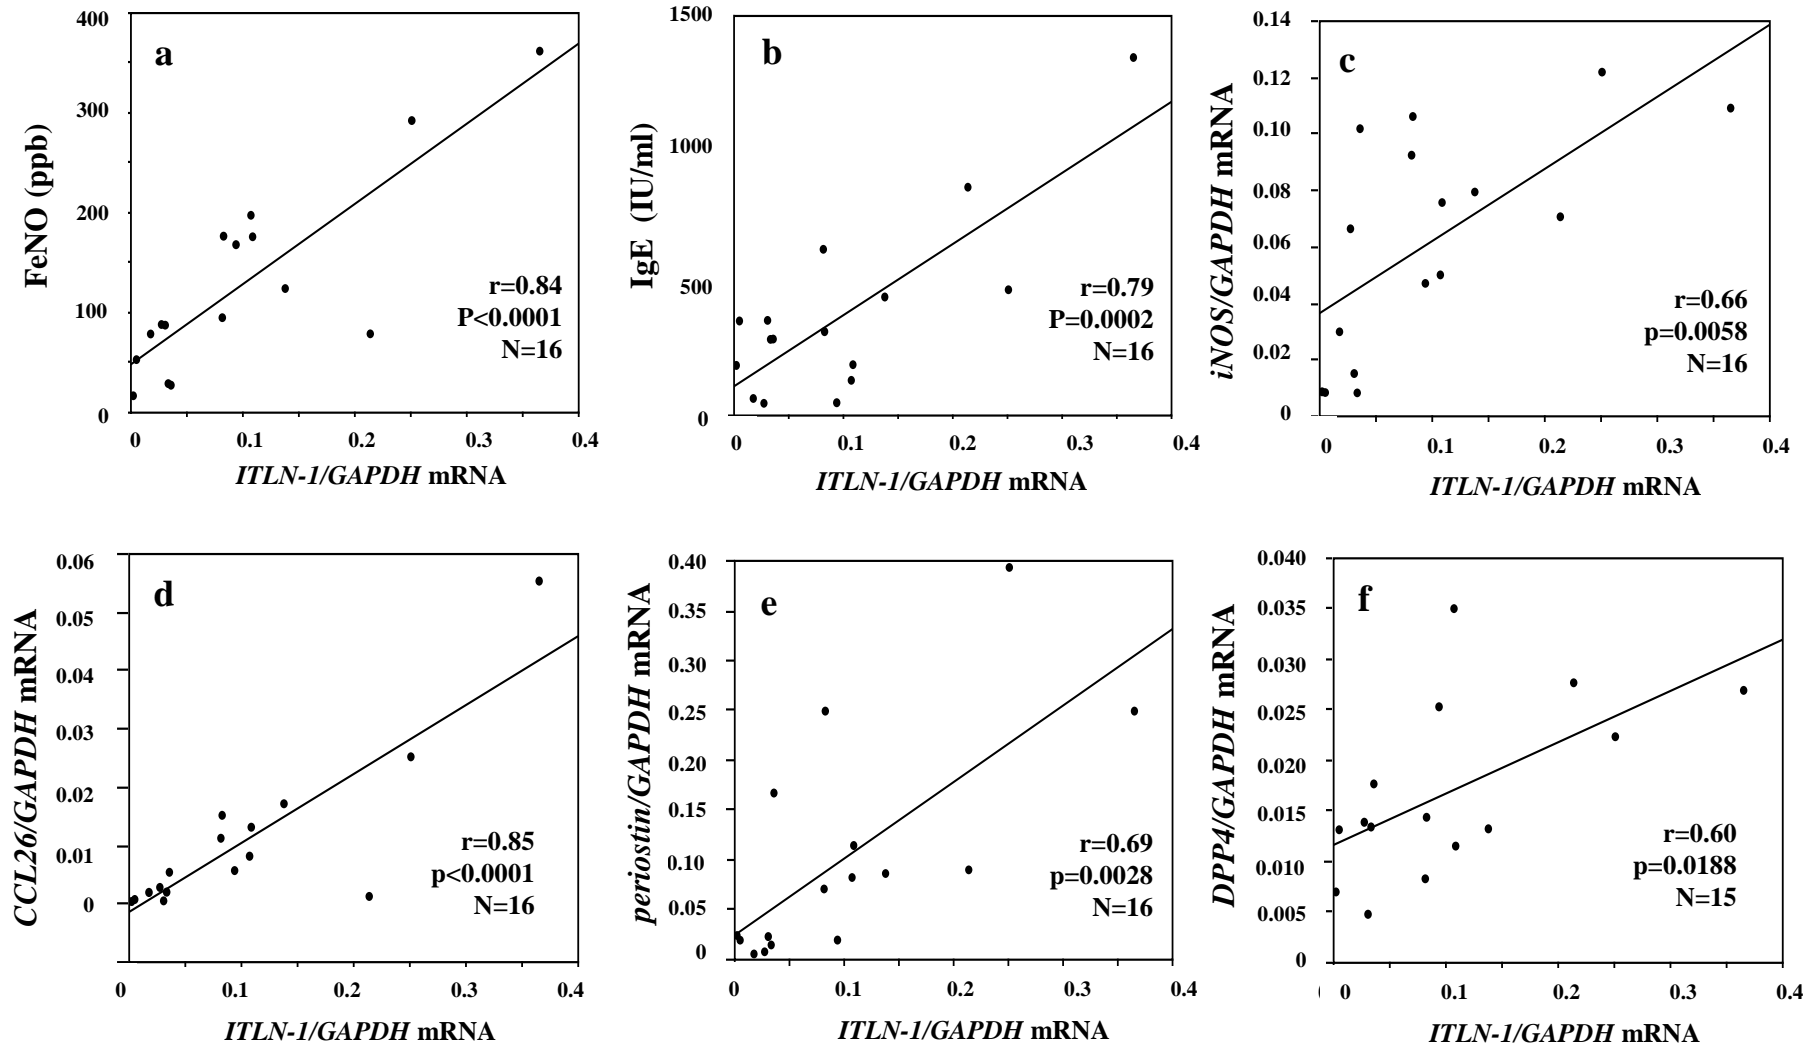 a
FeNO (ppb)
400
300
200
100
0
0 0.1 0.2 0.3 0.4
r=0.84
P<0.0001
N=16
ITLN-1/GAPDH mRNA
b
IgE (IU/ml)
1500
1000
500
0
0 0.1 0.2 0.3 0.4
r=0.79
P=0.0002
N=16
ITLN-1/GAPDH mRNA
c
iNOS/GAPDH mRNA
0.14
0.12
0.10
0.08
0.06
0.04
0.02
0
0 0.1 0.2 0.3 0.4
r=0.66
p=0.0058
N=16
ITLN-1/GAPDH mRNA
d
CCL26/GAPDH mRNA
0.06
0.05
0.04
0.03
0.02
0.01
0
0 0.1 0.2 0.3 0.4
r=0.85
p<0.0001
N=16
ITLN-1/GAPDH mRNA
e
periostin/GAPDH mRNA
0.40
0.35
0.30
0.25
0.20
0.15
0.10
0.05
0
0 0.1 0.2 0.3 0.4
r=0.69
p=0.0028
N=16
ITLN-1/GAPDH mRNA
f
DPP4/GAPDH mRNA
0.040
0.035
0.030
0.025
0.020
0.015
0.010
0.005
0
0 0.1 0.2 0.3 0.4
r=0.60
p=0.0188
N=15
ITLN-1/GAPDH mRNA